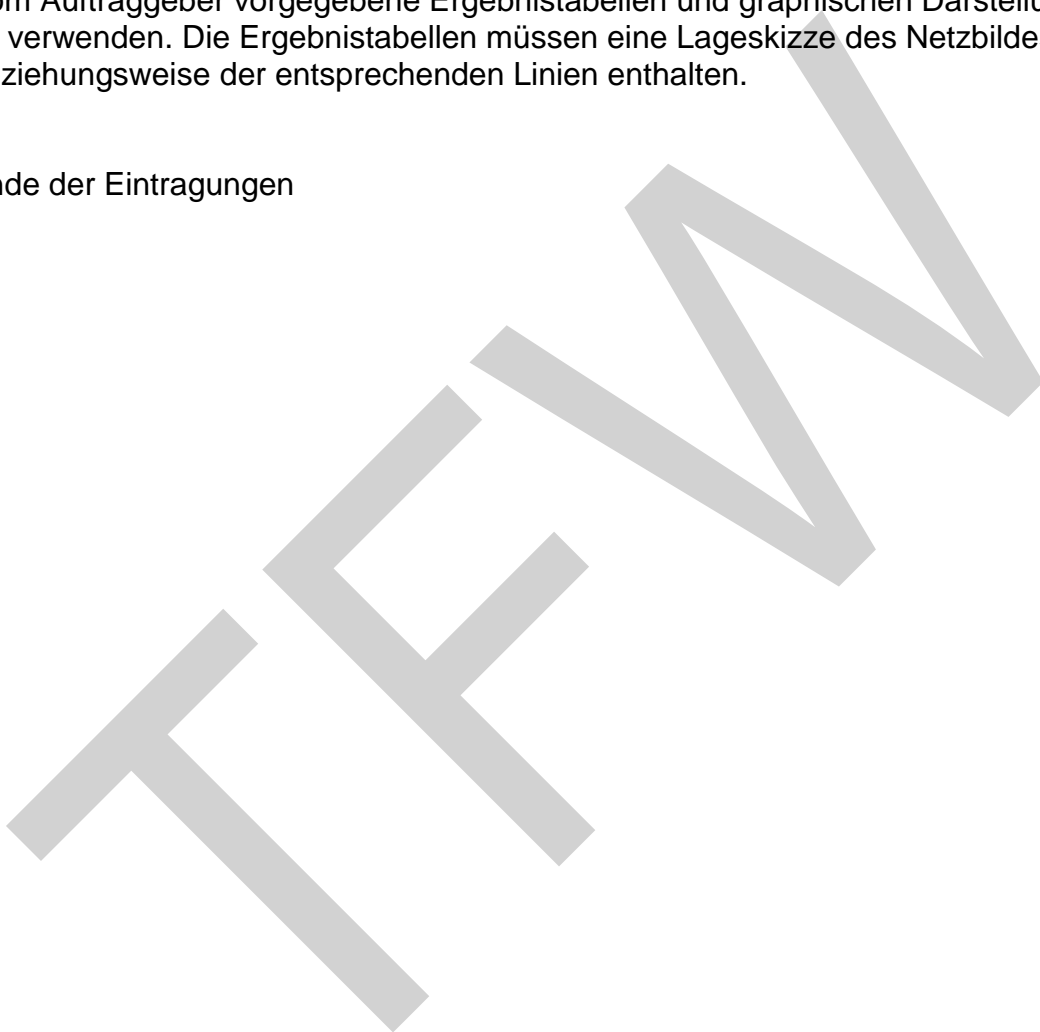 om Auftraggeber vorgegebene Ergebnistabellen und graphischen Darstellu
verwenden. Die Ergebnistabellen müssen eine Lageskizze des Netzbilde
ziehungsweise der entsprechenden Linien enthalten.
nde der Eintragungen
TFW